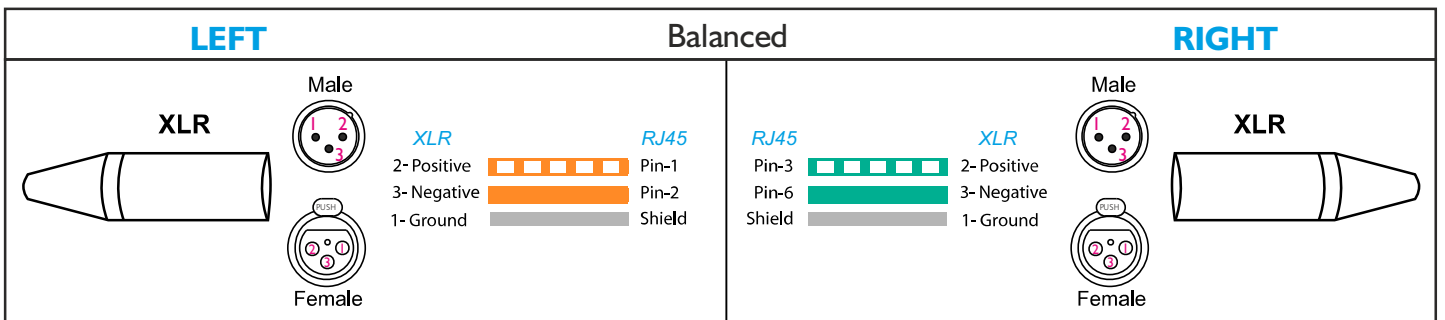 LEFT Balanced RIGHT
Male
XLR
1 2
3
XLR RJ45
2- Positive Pin-1
3- Negative Pin-2
1- Ground Shield
PUSH
2 1
3
Female
Male
XLR
1 2
3
RJ45 XLR
Pin-3 2- Positive
Pin-6 3- Negative
Shield 1- Ground
PUSH
2 1
3
Female